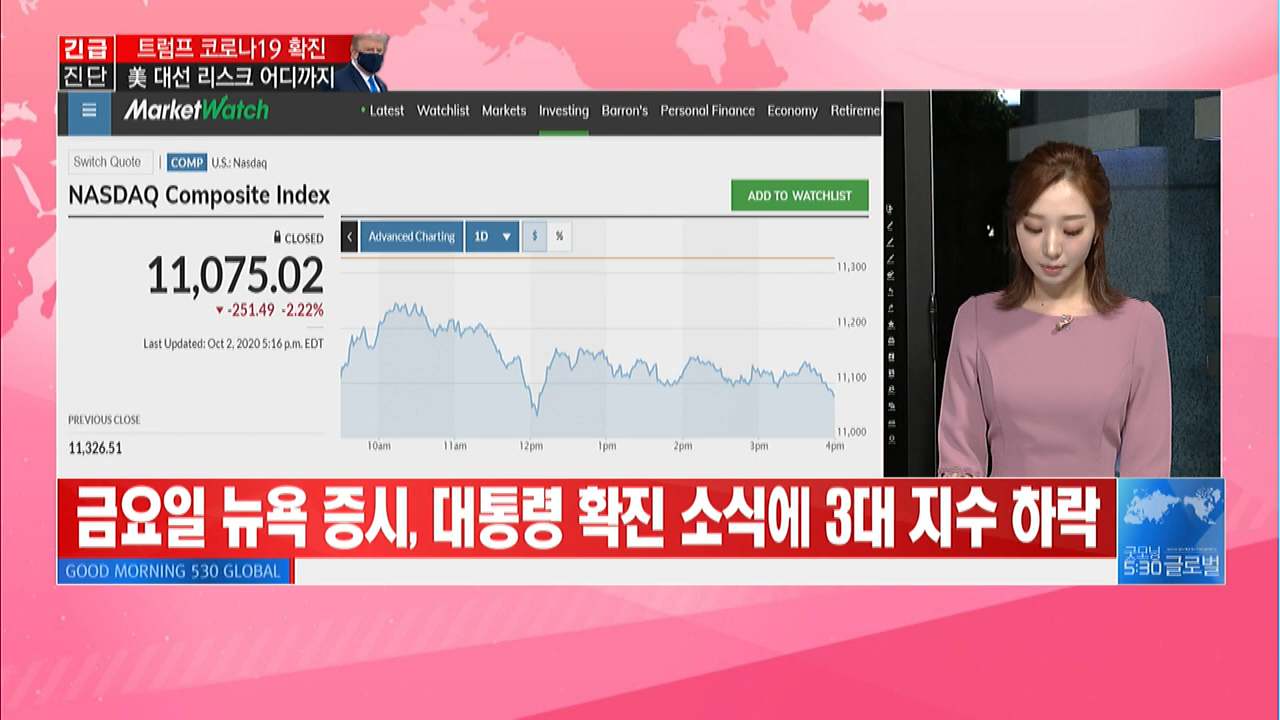 긴급 트럼프 코로나19 확진
진단 美 대선 리스크 어디까지
MarketWatch
Latest Watchlist Markets Investing Barron's Personal Finance Economy Retireme
Switch Quote | COMP U.S.: Nasdaq
NASDAQ Composite Index
ADD TO WATCHLIST
CLOSED
11,075.02
▼ -251.49 -2.22%
Last Updated: Oct 2, 2020 5:16 p.m. EDT
PREVIOUS CLOSE
11,326.51
Advanced Charting 1D ▼ $ %
11,300
11,200
11,100
11,000
10am 11am 12pm 1pm 2pm 3pm 4pm
금요일 뉴욕 증시, 대통령 확진 소식에 3대 지수 하락
GOOD MORNING 530 GLOBAL
굿모닝
5:30 글로벌